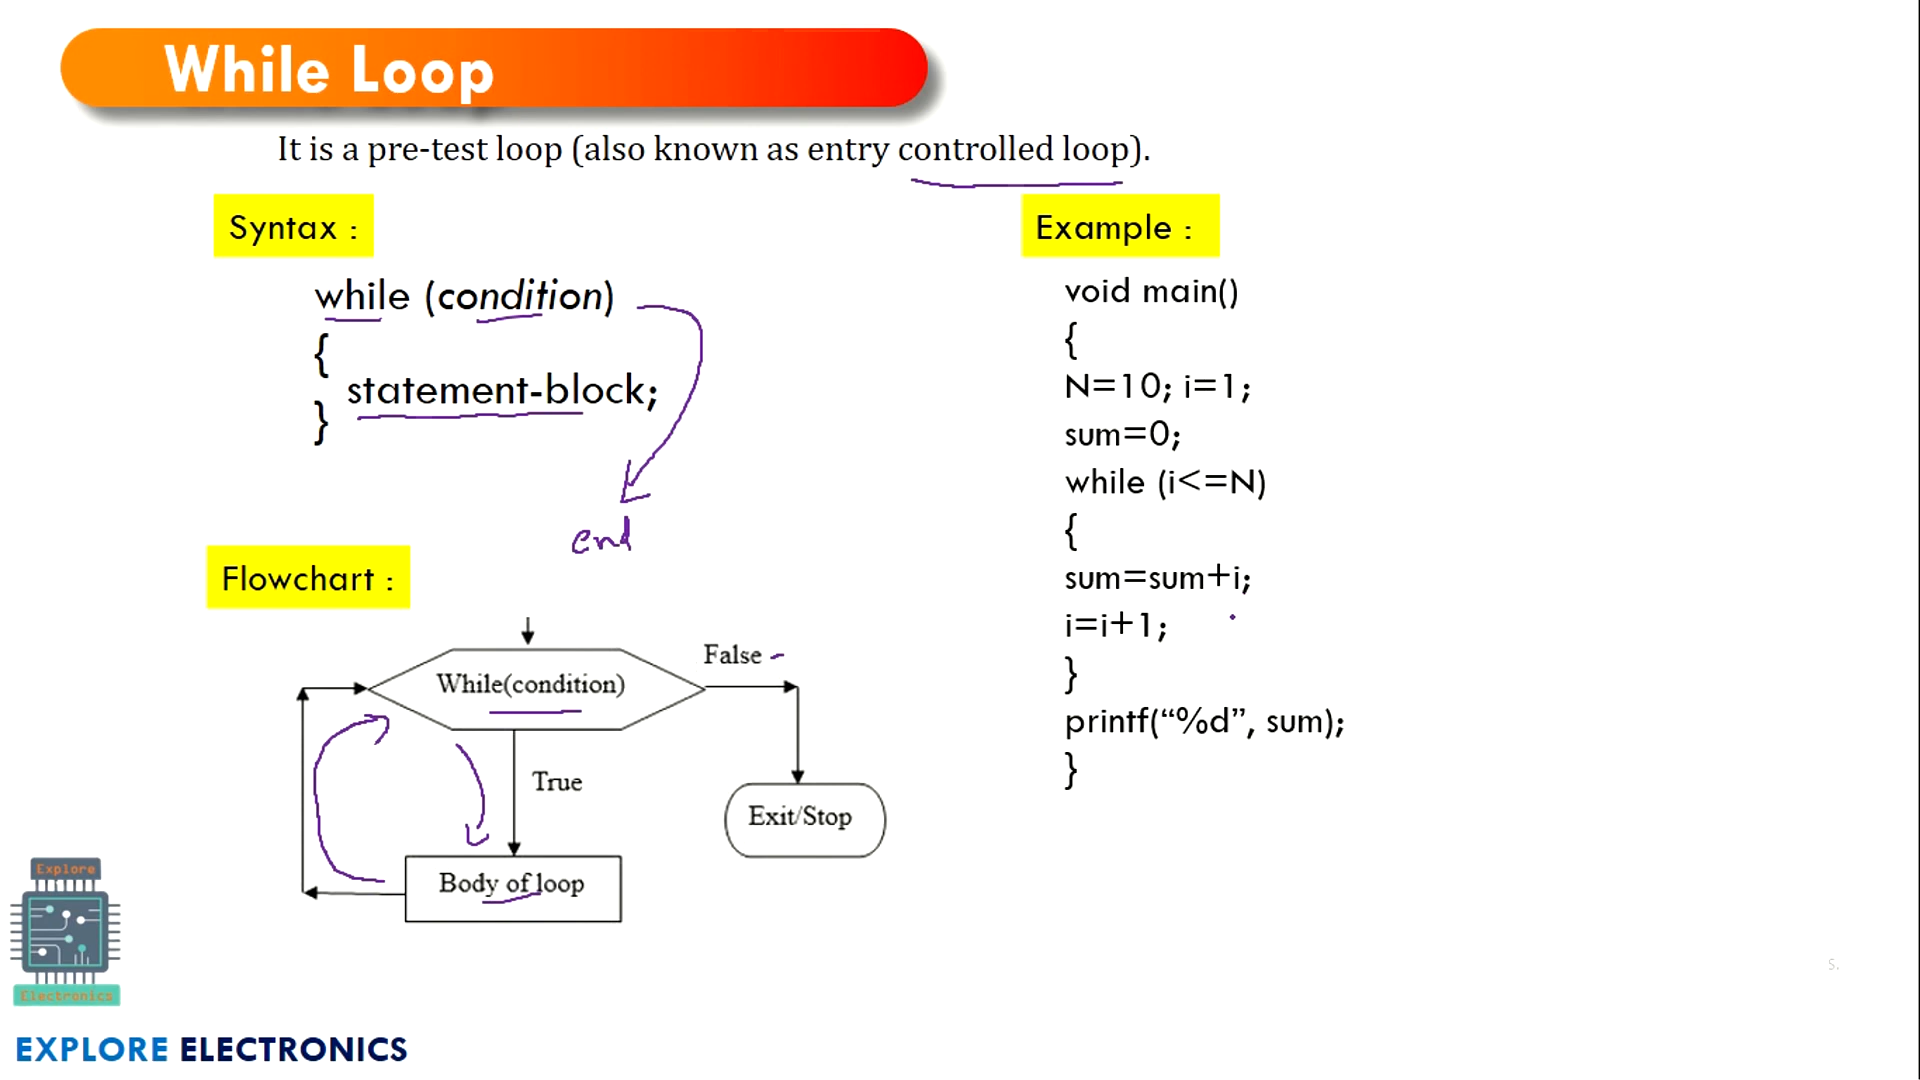 While Loop
It is a pre-test loop (also known as entry controlled loop).
Syntax :
while (condition)
{
statement-block;
}
end
Flowchart :
While(condition)
False
True
Exit/Stop
Body of loop
Example :
void main()
{
N=10; i=1;
sum=0;
while (i<=N)
{
sum=sum+i;
i=i+1;
}
printf(“%d”, sum);
}
Explore
Electronics
EXPLORE ELECTRONICS
s.